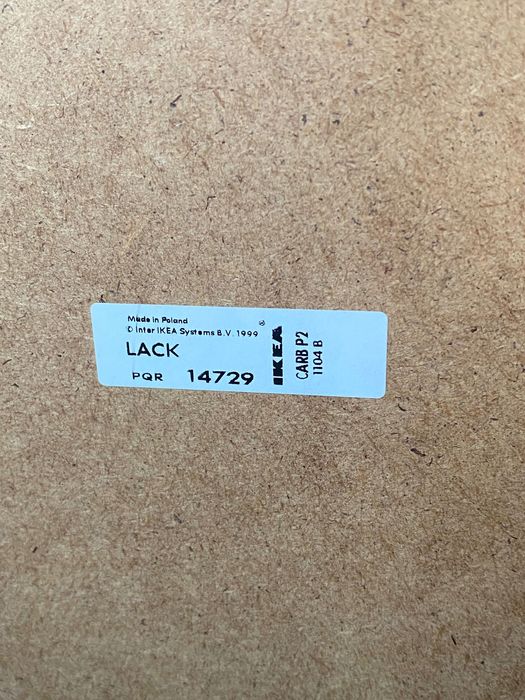 Made in Poland
© Inter IKEA Systems B.V. 1999
LACK
PQR 14729
IKEA ®
CARB P2
1104 B